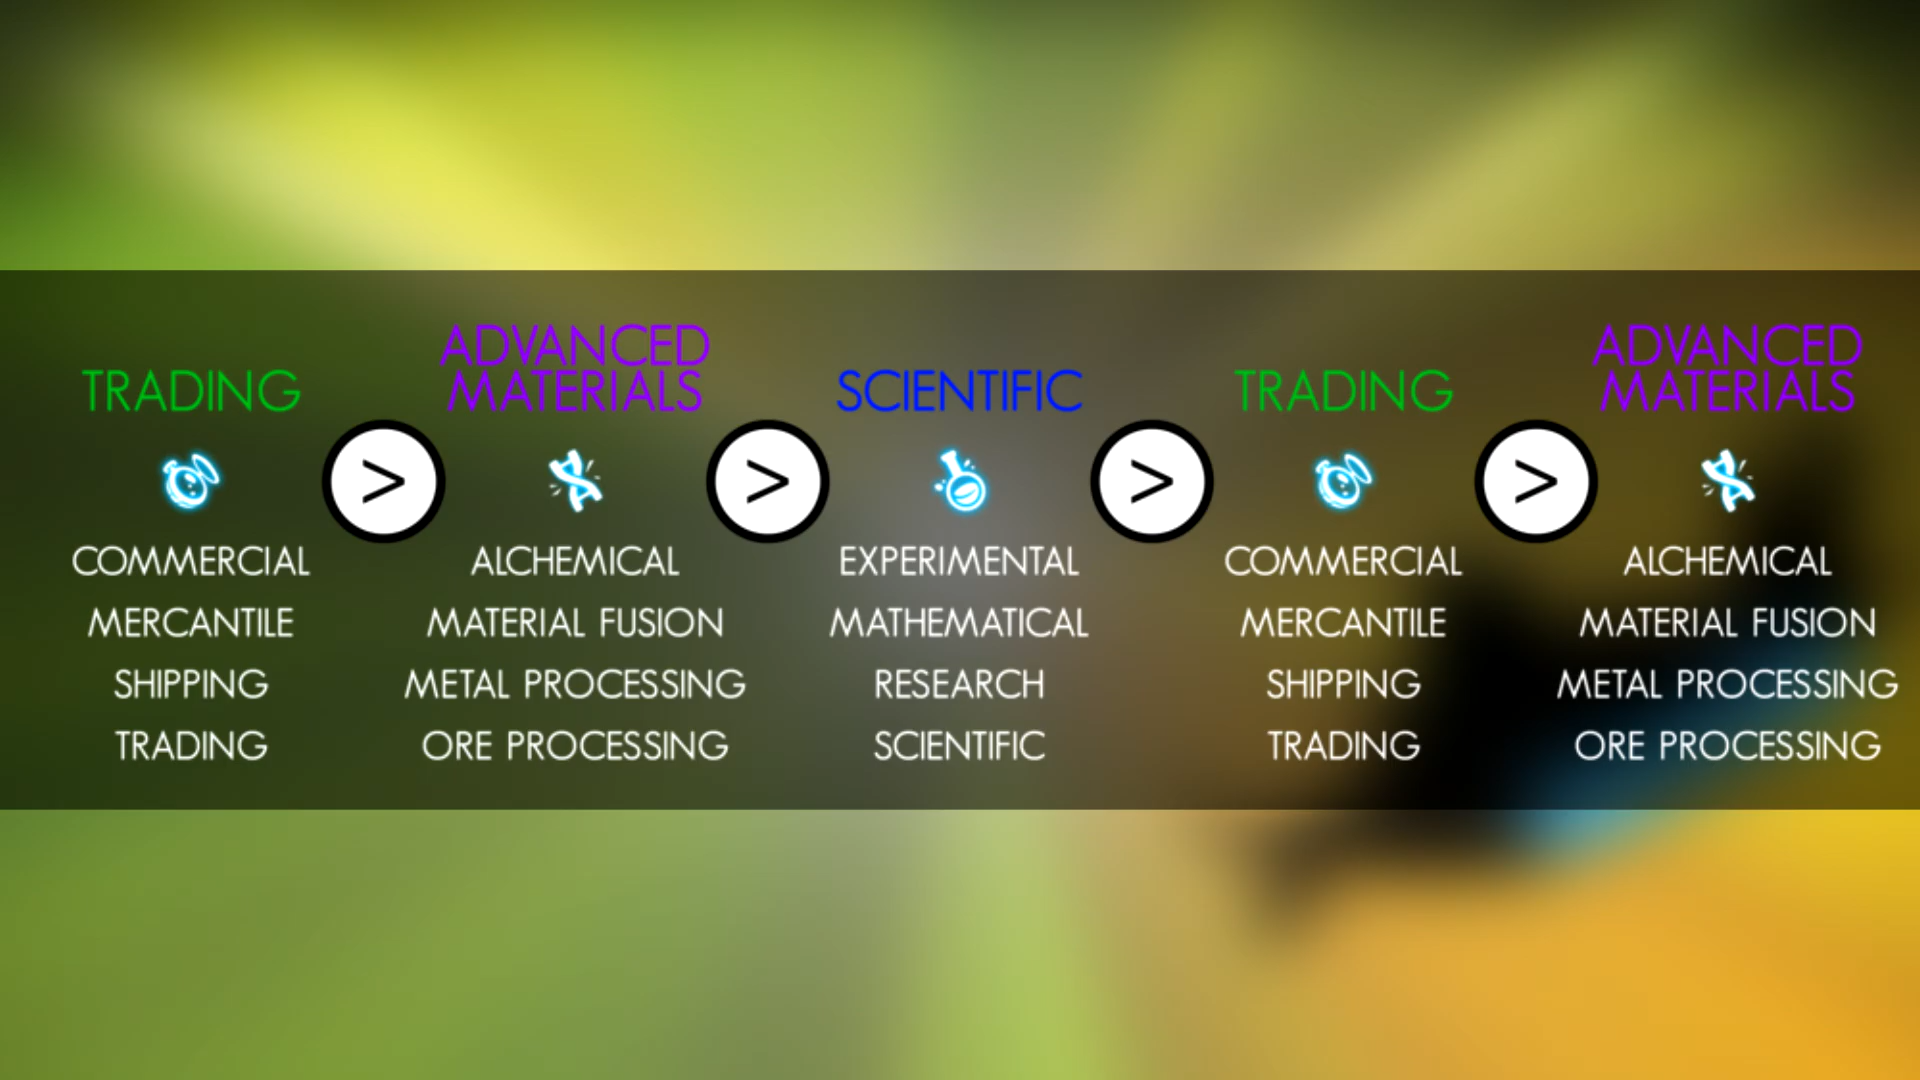 TRADING
COMMERCIAL
MERCANTILE
SHIPPING
TRADING
>
ADVANCED
MATERIALS
ALCHEMICAL
MATERIAL FUSION
METAL PROCESSING
ORE PROCESSING
>
SCIENTIFIC
EXPERIMENTAL
MATHEMATICAL
RESEARCH
SCIENTIFIC
>
TRADING
COMMERCIAL
MERCANTILE
SHIPPING
TRADING
>
ADVANCED
MATERIALS
ALCHEMICAL
MATERIAL FUSION
METAL PROCESSING
ORE PROCESSING